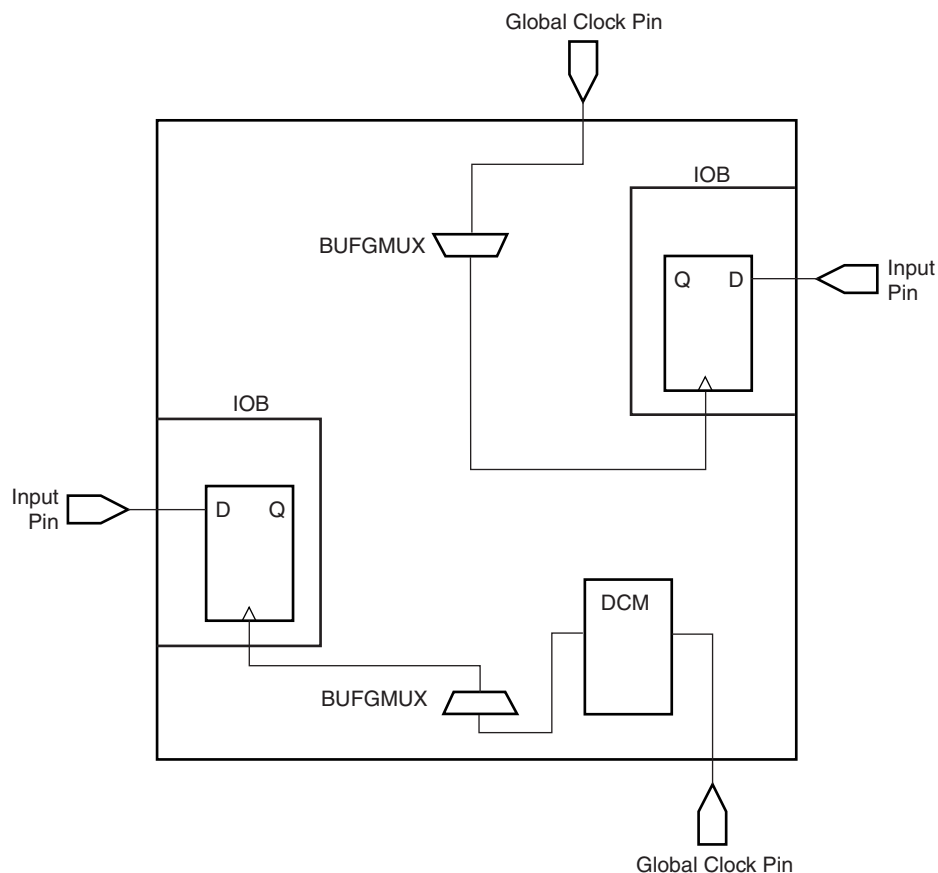 Global Clock Pin
IOB
BUFGMUX
Q D
Input
Pin
IOB
Input
Pin
D Q
DCM
BUFGMUX
Global Clock Pin